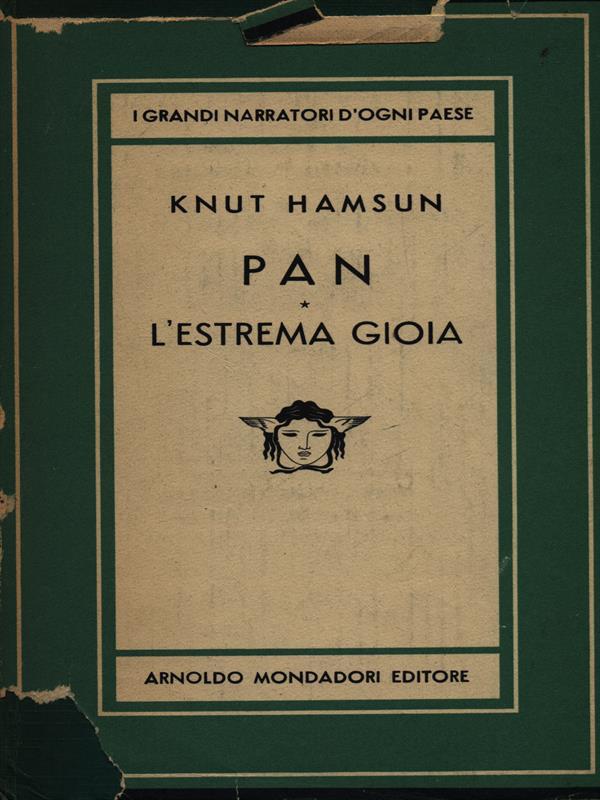 I GRANDI NARRATORI D'OGNI PAESE
KNUT HAMSUN
PAN
*
L'ESTREMA GIOIA
ARNOLDO MONDADORI EDITORE